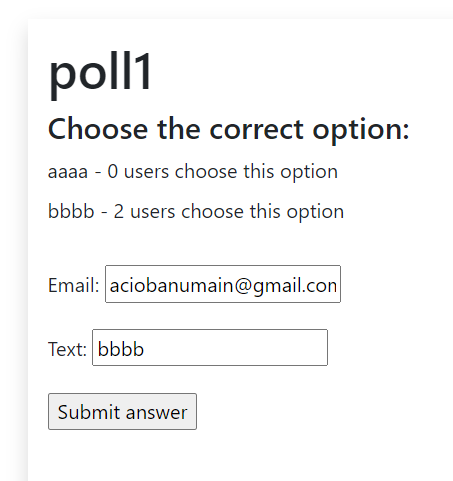 poll1
Choose the correct option:
aaaa - 0 users choose this option
bbbb - 2 users choose this option
Email: aciobanumain@gmail.con
Text: bbbb
Submit answer